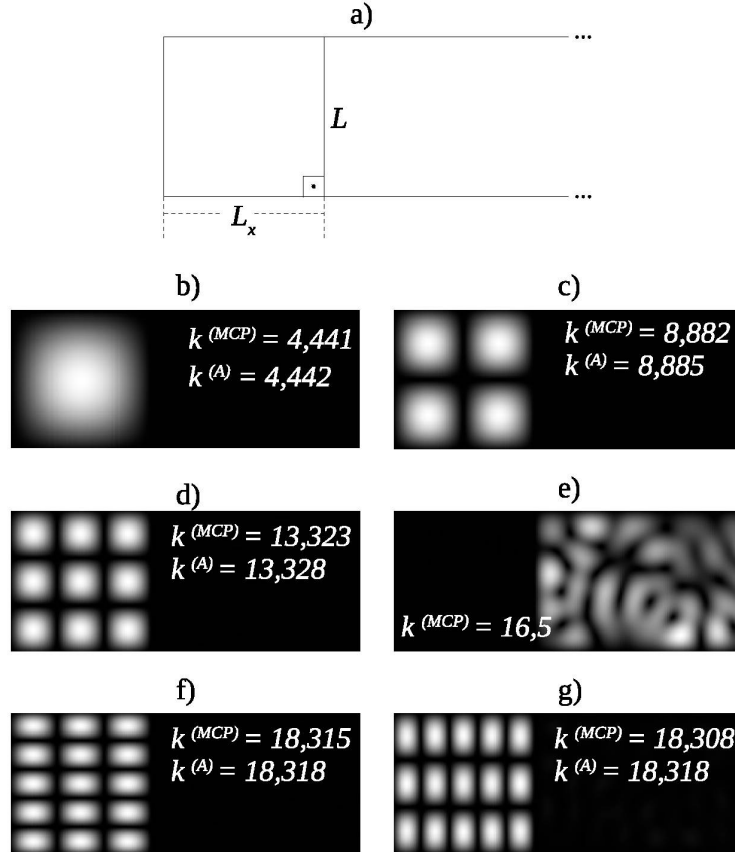 a)
...
L
...
Lx
b)
k (MCP) = 4,441
k (A) = 4,442
c)
k (MCP) = 8,882
k (A) = 8,885
d)
k (MCP) = 13,323
k (A) = 13,328
e)
k (MCP) = 16,5
f)
k (MCP) = 18,315
k (A) = 18,318
g)
k (MCP) = 18,308
k (A) = 18,318